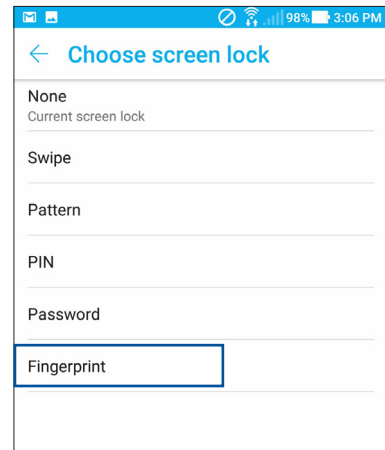 98% 3:06 PM
Choose screen lock
None
Current screen lock
Swipe
Pattern
PIN
Password
Fingerprint